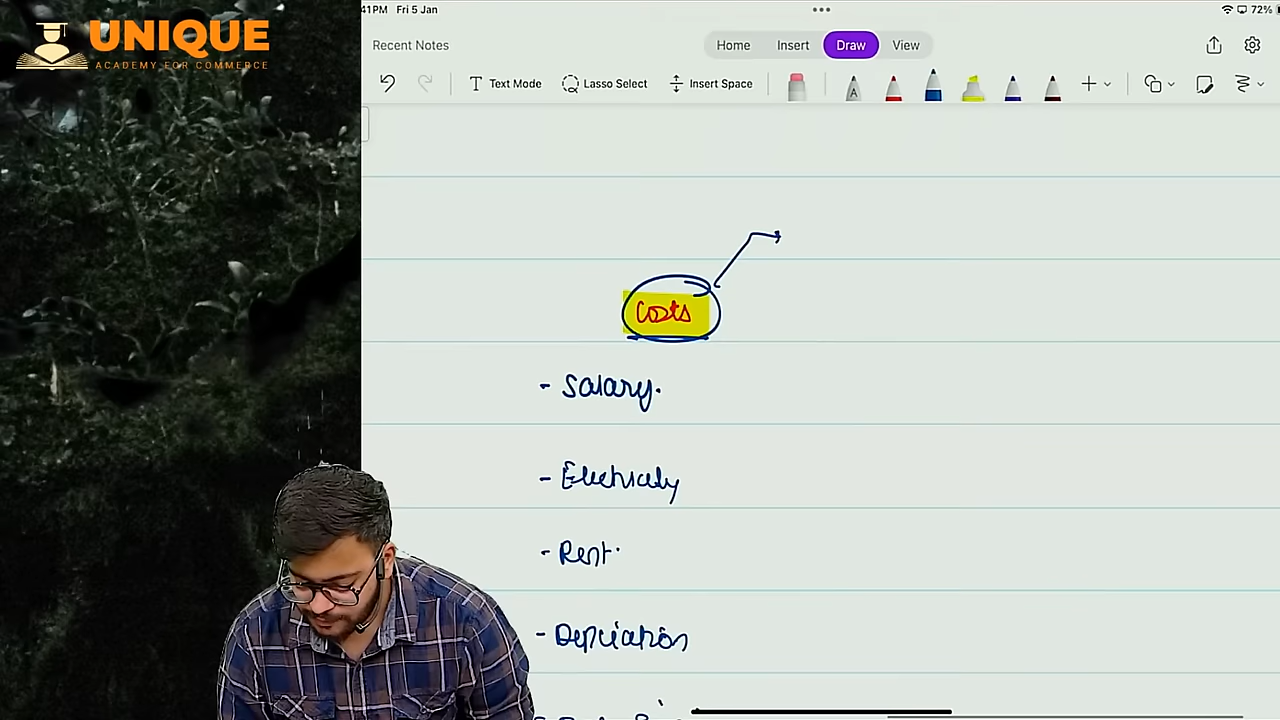 UNIQUE
ACADEMY FOR COMMERCE
41PM Fri 5 Jan
72%
Recent Notes
Home Insert Draw View
Text Mode Lasso Select Insert Space
A
Costs
- Salary.
- Electricity
- Rent.
- Depriation